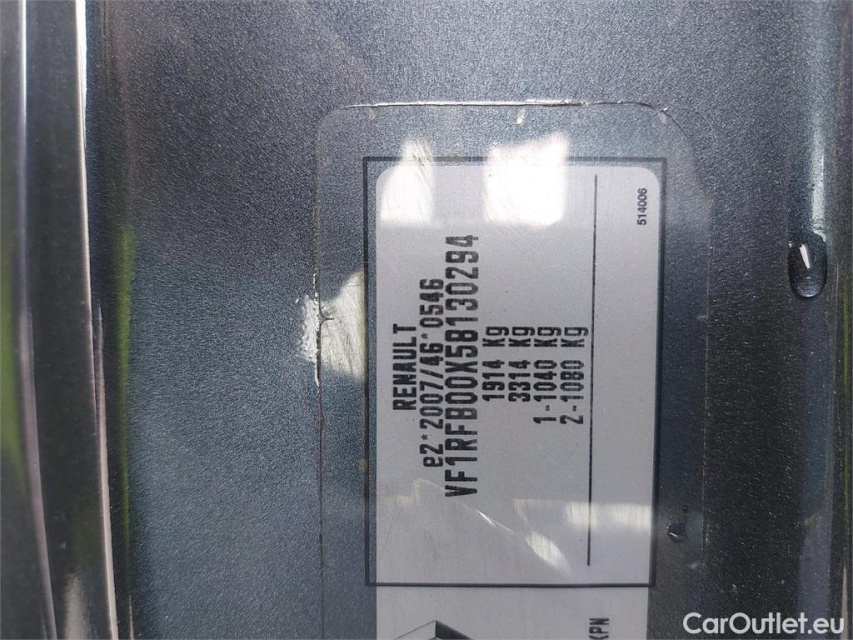 RENAULT
e2*2007/46*0546
VF1RFB00X58130294
1914 Kg
3314 Kg
1-1040 Kg
2-1080 Kg
514006
KPN
CarOutlet.eu